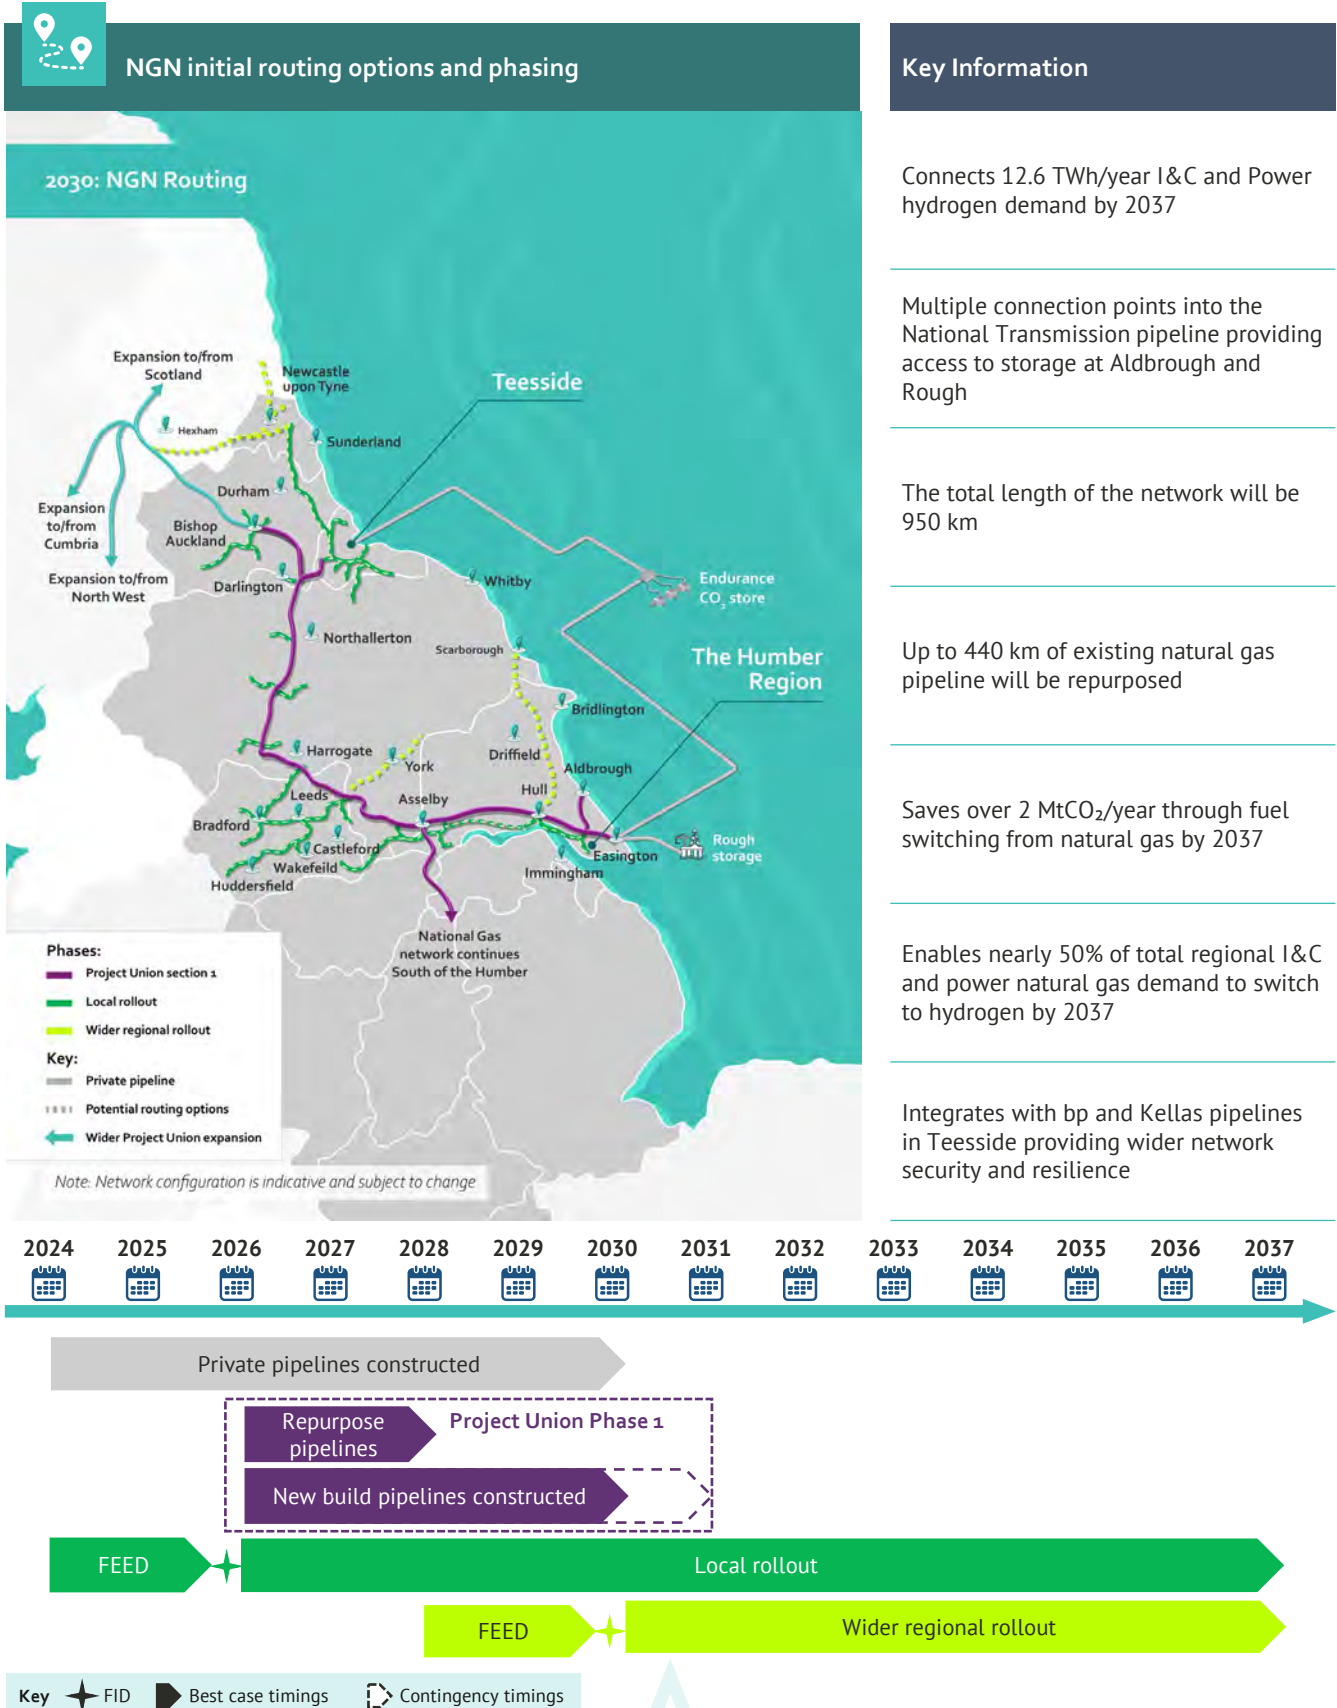 NGN initial routing options and phasing
2030: NGN Routing
Expansion to/from
Scotland
Newcastle
upon Tyne
Teesside
Hexham
Sunderland
Durham
Expansion
to/from
Cumbria
Bishop
Auckland
Expansion to/from
North West
Darlington
Whitby
Endurance
CO₂ store
Northallerton
Scarborough
The Humber
Region
Bridlington
Harrogate
York
Driffield
Aldbrough
Leeds
Asselby
Hull
Bradford
Castleford
Wakefeild
Huddersfield
Easington
Immingham
Rough
storage
National Gas
network continues
South of the Humber
Phases:
Project Union section 1
Local rollout
Wider regional rollout
Key:
Private pipeline
Potential routing options
Wider Project Union expansion
Note: Network configuration is indicative and subject to change
Key Information
Connects 12.6 TWh/year I&C and Power
hydrogen demand by 2037
Multiple connection points into the
National Transmission pipeline providing
access to storage at Aldbrough and
Rough
The total length of the network will be
950 km
Up to 440 km of existing natural gas
pipeline will be repurposed
Saves over 2 MtCO₂/year through fuel
switching from natural gas by 2037
Enables nearly 50% of total regional I&C
and power natural gas demand to switch
to hydrogen by 2037
Integrates with bp and Kellas pipelines
in Teesside providing wider network
security and resilience
2024 2025 2026 2027 2028 2029 2030 2031 2032 2033 2034 2035 2036 2037
Private pipelines constructed
Repurpose
pipelines
Project Union Phase 1
New build pipelines constructed
FEED
Local rollout
FEED
Wider regional rollout
Key FID Best case timings Contingency timings